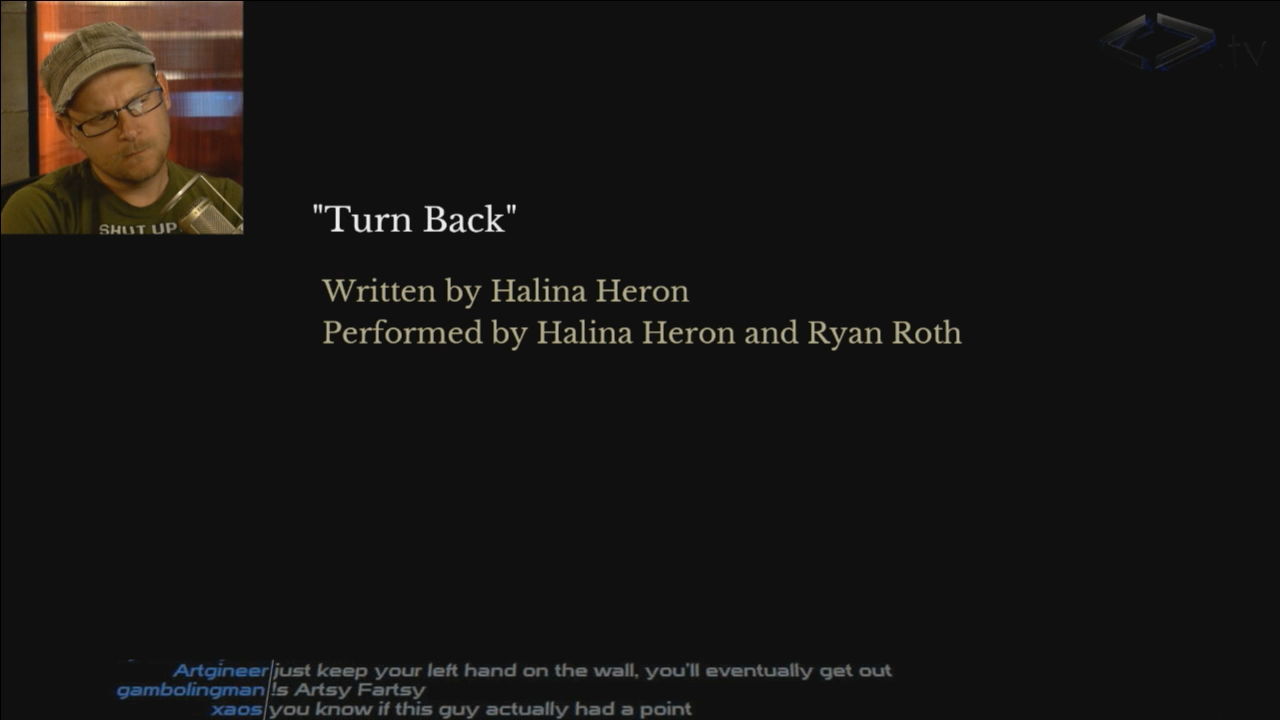 .tv
SHUT UP
"Turn Back"
Written by Halina Heron
Performed by Halina Heron and Ryan Roth
Artgineer just keep your left hand on the wall, you'll eventually get out
gambolingman !s Artsy Fartsy
xaos you know if this guy actually had a point